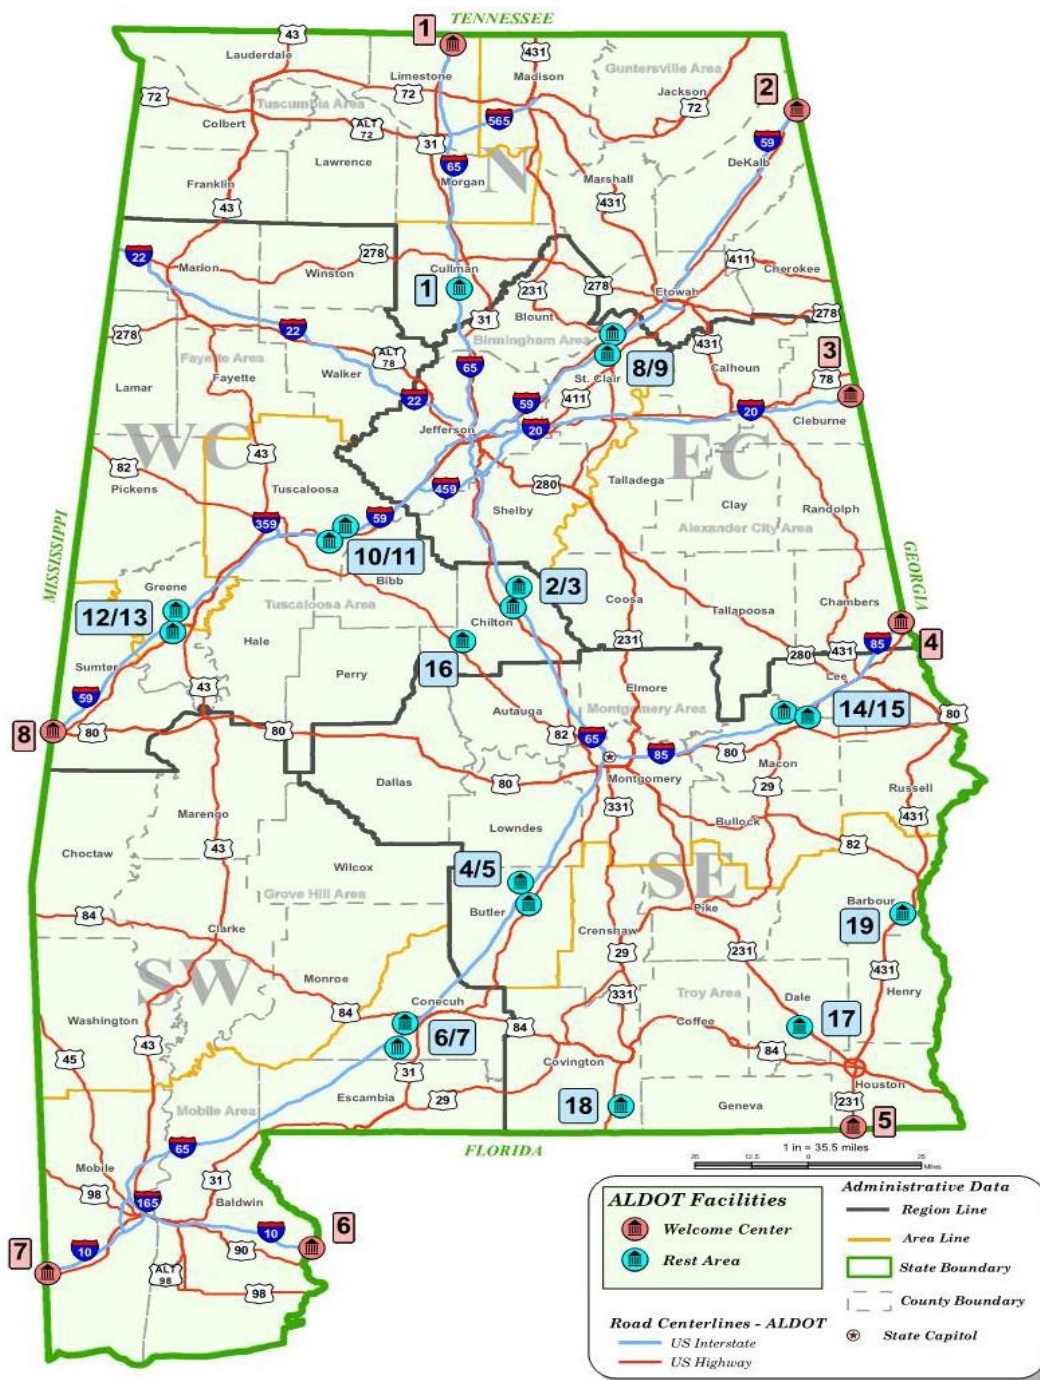 TENNESSEE
1
43
Lauderdale
Limestone
431
Madison
Guntersville Area
Jackson
2
72
72
72
Tuscumbia Area
Colbert
ALT
72
31
565
59
65
Lawrence
N
Morgan
DeKalb
Marshall
Franklin
43
431
22
Marion
278
Winston
Cullman
411
Cherokee
1
231
278
Etowah
Blount
31
278
22
278
Birmingham Area
431
3
Fayette Area
ALT
78
Walker
65
8/9
Calhoun
St. Clair
78
Lamar
Fayette
22
59
411
20
Cleburne
Jefferson
20
WC
43
EC
82
280
Talladega
Pickens
Tuscaloosa
459
Shelby
Clay
Randolph
359
59
Alexander City Area
MISSISSIPPI
GEORGIA
10/11
Greene
Bibb
2/3
12/13
Tuscaloosa Area
Coosa
Chambers
Chilton
Tallapoosa
Hale
231
4
16
85
Sumter
Perry
280
431
Lee
59
43
Elmore
Autauga
Montgomery Area
14/15
8
80
80
82
65
85
80
80
Montgomery
Macon
Dallas
80
29
Russell
Marengo
331
Bullock
431
43
Lowndes
82
Choctaw
Wilcox
4/5
SE
Grove Hill Area
84
Butler
Pike
Barbour
Clarke
Crenshaw
19
29
231
SW
Monroe
431
331
Troy Area
Dale
Henry
Washington
Conecuh
84
6/7
84
Coffee
17
45
43
84
Covington
31
Houston
Escambia
29
18
Geneva
231
5
Mobile Area
65
FLORIDA
1 in = 35.5 miles
25 12.5 0 25
Miles
Mobile
31
98
165
Baldwin
6
10
10
7
90
ALT
98
98
ALDOT Facilities
Welcome Center
Rest Area
Road Centerlines - ALDOT
US Interstate
US Highway
Administrative Data
Region Line
Area Line
State Boundary
County Boundary
State Capitol